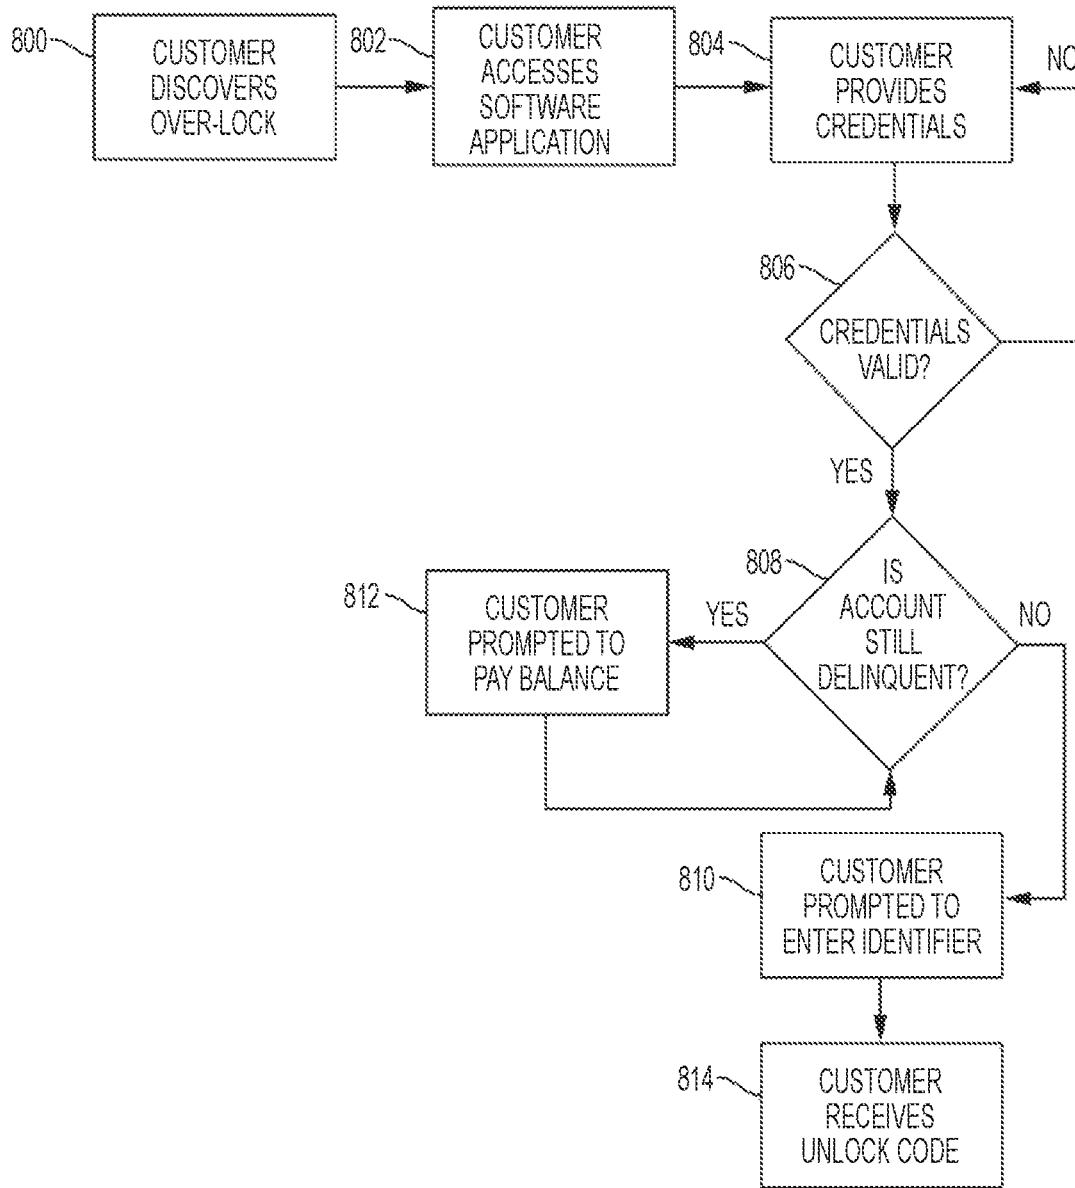 800
CUSTOMER
DISCOVERS
OVER-LOCK
802
CUSTOMER
ACCESSES
SOFTWARE
APPLICATION
804
CUSTOMER
PROVIDES
CREDENTIALS
NO
806
CREDENTIALS
VALID?
YES
808
IS
ACCOUNT
STILL
DELINQUENT?
YES
NO
812
CUSTOMER
PROMPTED TO
PAY BALANCE
810
CUSTOMER
PROMPTED TO
ENTER IDENTIFIER
814
CUSTOMER
RECEIVES
UNLOCK CODE